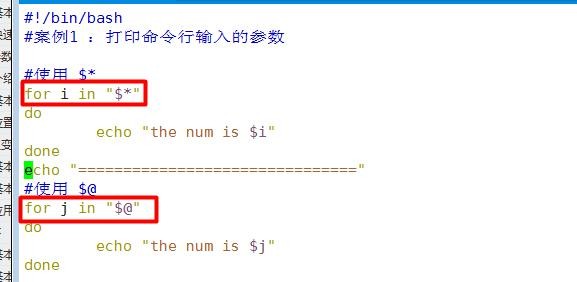 #!/bin/bash
#案例1 ：打印命令行输入的参数
#使用 $*
for i in "$*"
do
echo "the num is $i"
done
echo "=============================="
#使用 $@
for j in "$@"
do
echo "the num is $j"
done